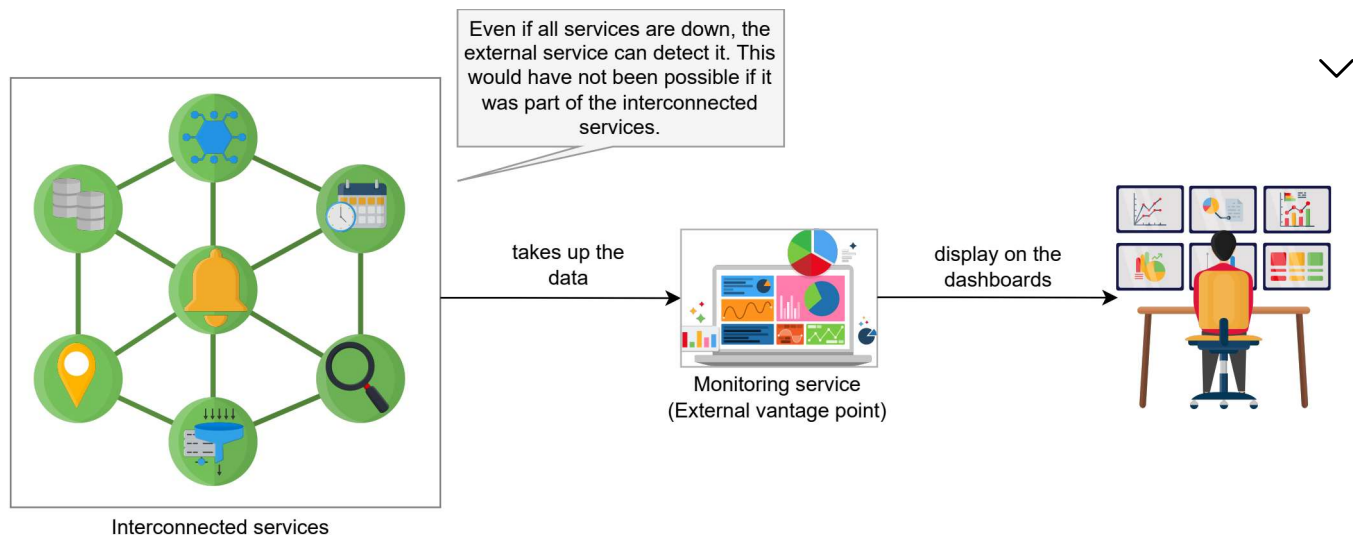 Even if all services are down, the
external service can detect it. This
would have not been possible if it
was part of the interconnected
services.
takes up the
data
display on the
dashboards
Monitoring service
(External vantage point)
Interconnected services